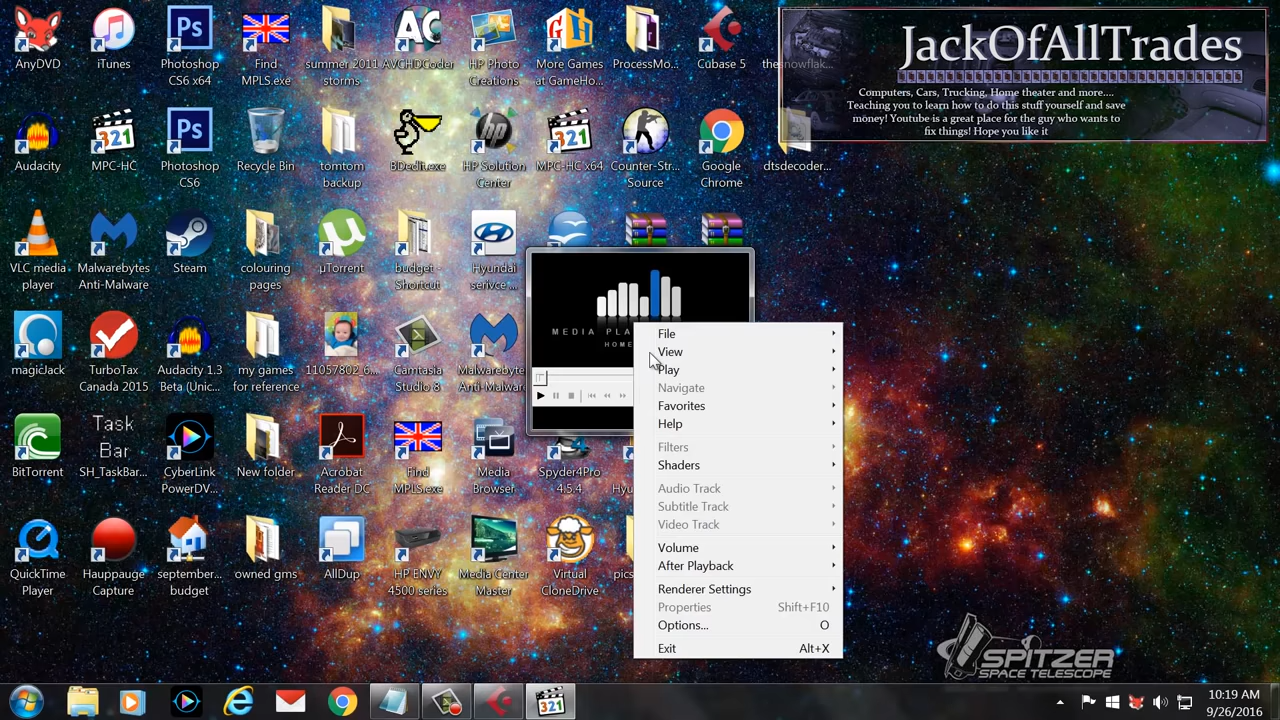 AnyDVD
iTunes
Photoshop
CS6 x64
Find
MPLS.exe
summer 2011
storms
AVCHDCoder
HP Photo
Creations
More Games
at GameHo...
ProcessMo...
Cubase 5
thesnowflak...
JackOfAllTrades
Computers, Cars, Trucking, Home theater and more....
Teaching you to learn how to do this stuff yourself and save
money! Youtube is a great place for the guy who wants to
fix things! Hope you like it
Audacity
MPC-HC
Photoshop
CS6
Recycle Bin
tomtom
backup
BDedit.exe
HP Solution
Center
MPC-HC x64
Counter-Str...
Source
Google
Chrome
dtsdecoder...
VLC media
player
Malwarebytes
Anti-Malware
Steam
colouring
pages
µTorrent
budget -
Shortcut
Hyundai
serivce ...
MEDIA PLA
HOME
magicJack
TurboTax
Canada 2015
Audacity 1.3
Beta (Unic...
my games
for reference
11057802_6...
Camtasia
Studio 8
Malwarebytes
Anti-Malware
File
View
Play
Navigate
Favorites
Help
Filters
Shaders
Audio Track
Subtitle Track
Video Track
Volume
After Playback
Renderer Settings
Properties Shift+F10
Options... O
Exit Alt+X
Task
Bar
BitTorrent
SH_TaskBar...
CyberLink
PowerDV...
New folder
Acrobat
Reader DC
Find
MPLS.exe
Media
Browser
Spyder4Pro
4.5.4
Hyu
QuickTime
Player
Hauppauge
Capture
september...
budget
owned gms
AllDup
HP ENVY
4500 series
Media Center
Master
Virtual
CloneDrive
pics
SPITZER
SPACE TELESCOPE
10:19 AM
9/26/2016